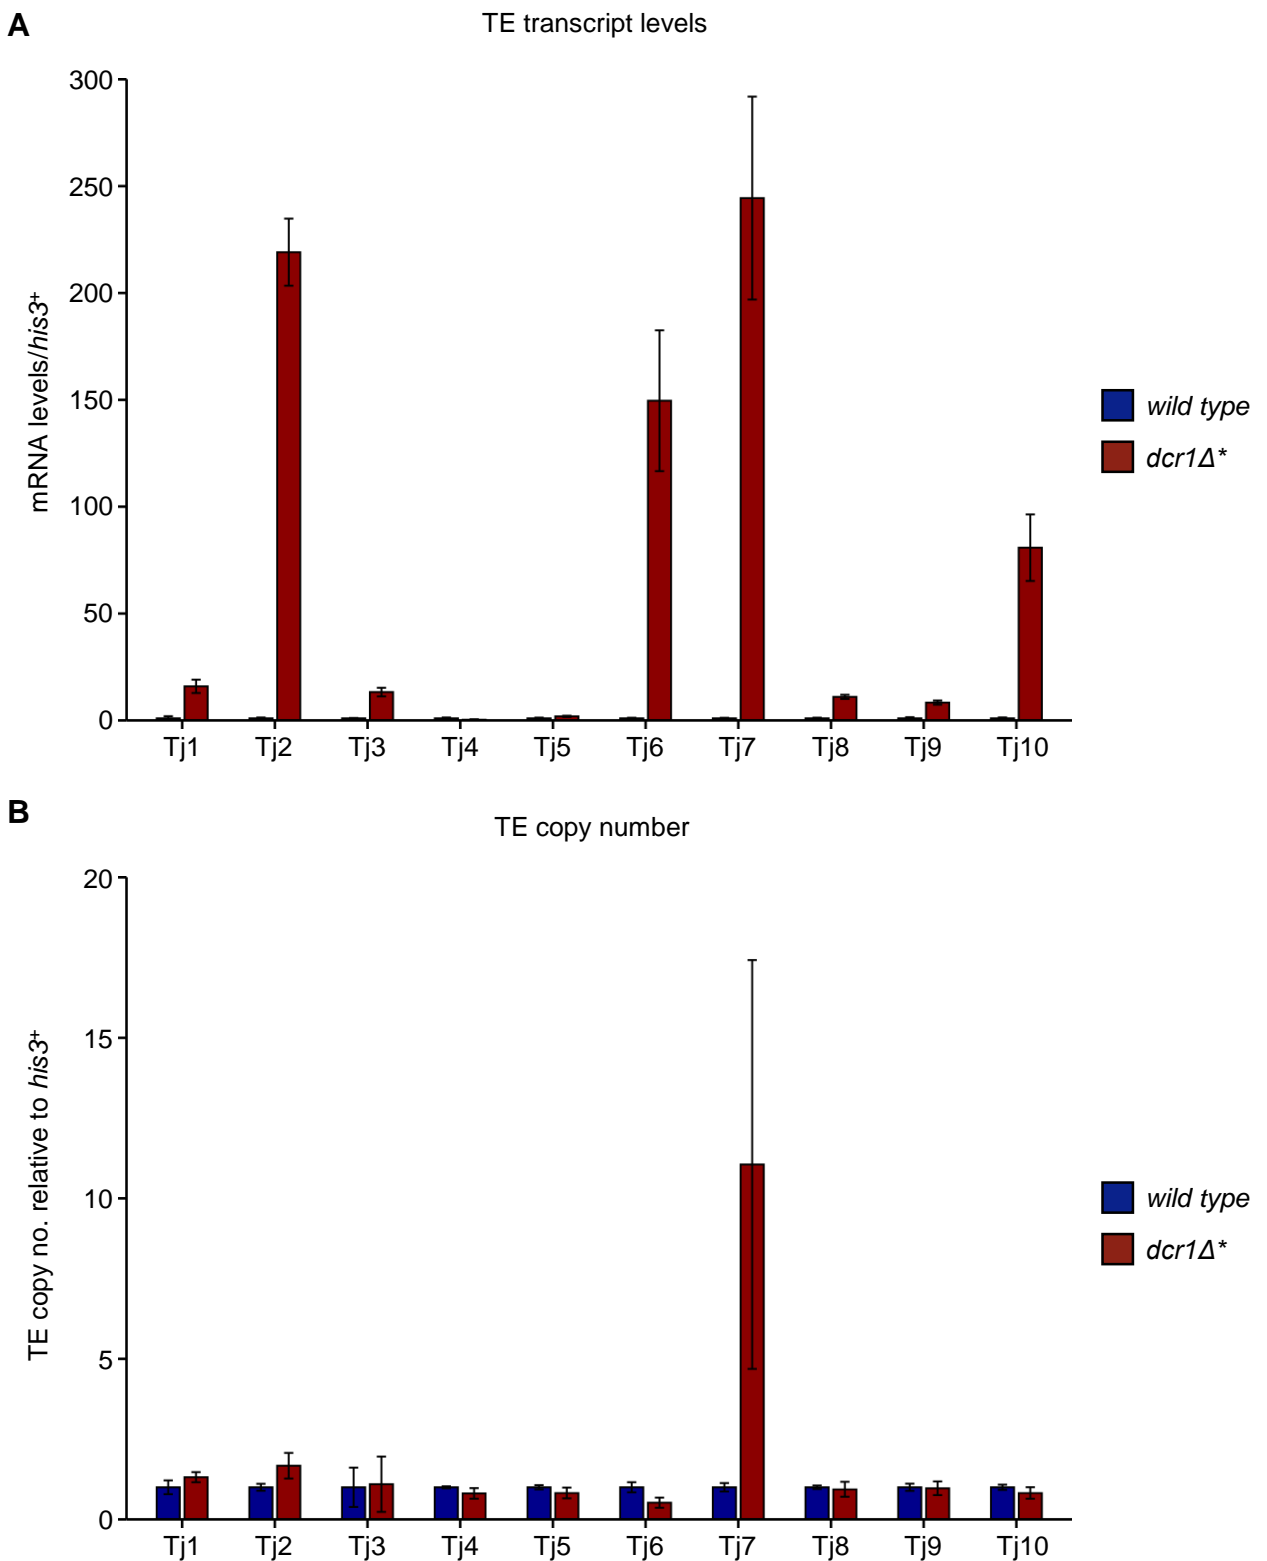 A
TE transcript levels
mRNA levels/his3+
300
250
200
150
100
50
0
Tj1 Tj2 Tj3 Tj4 Tj5 Tj6 Tj7 Tj8 Tj9 Tj10
wild type
dcr1Δ*
B
TE copy number
TE copy no. relative to his3+
20
15
10
5
0
Tj1 Tj2 Tj3 Tj4 Tj5 Tj6 Tj7 Tj8 Tj9 Tj10
wild type
dcr1Δ*